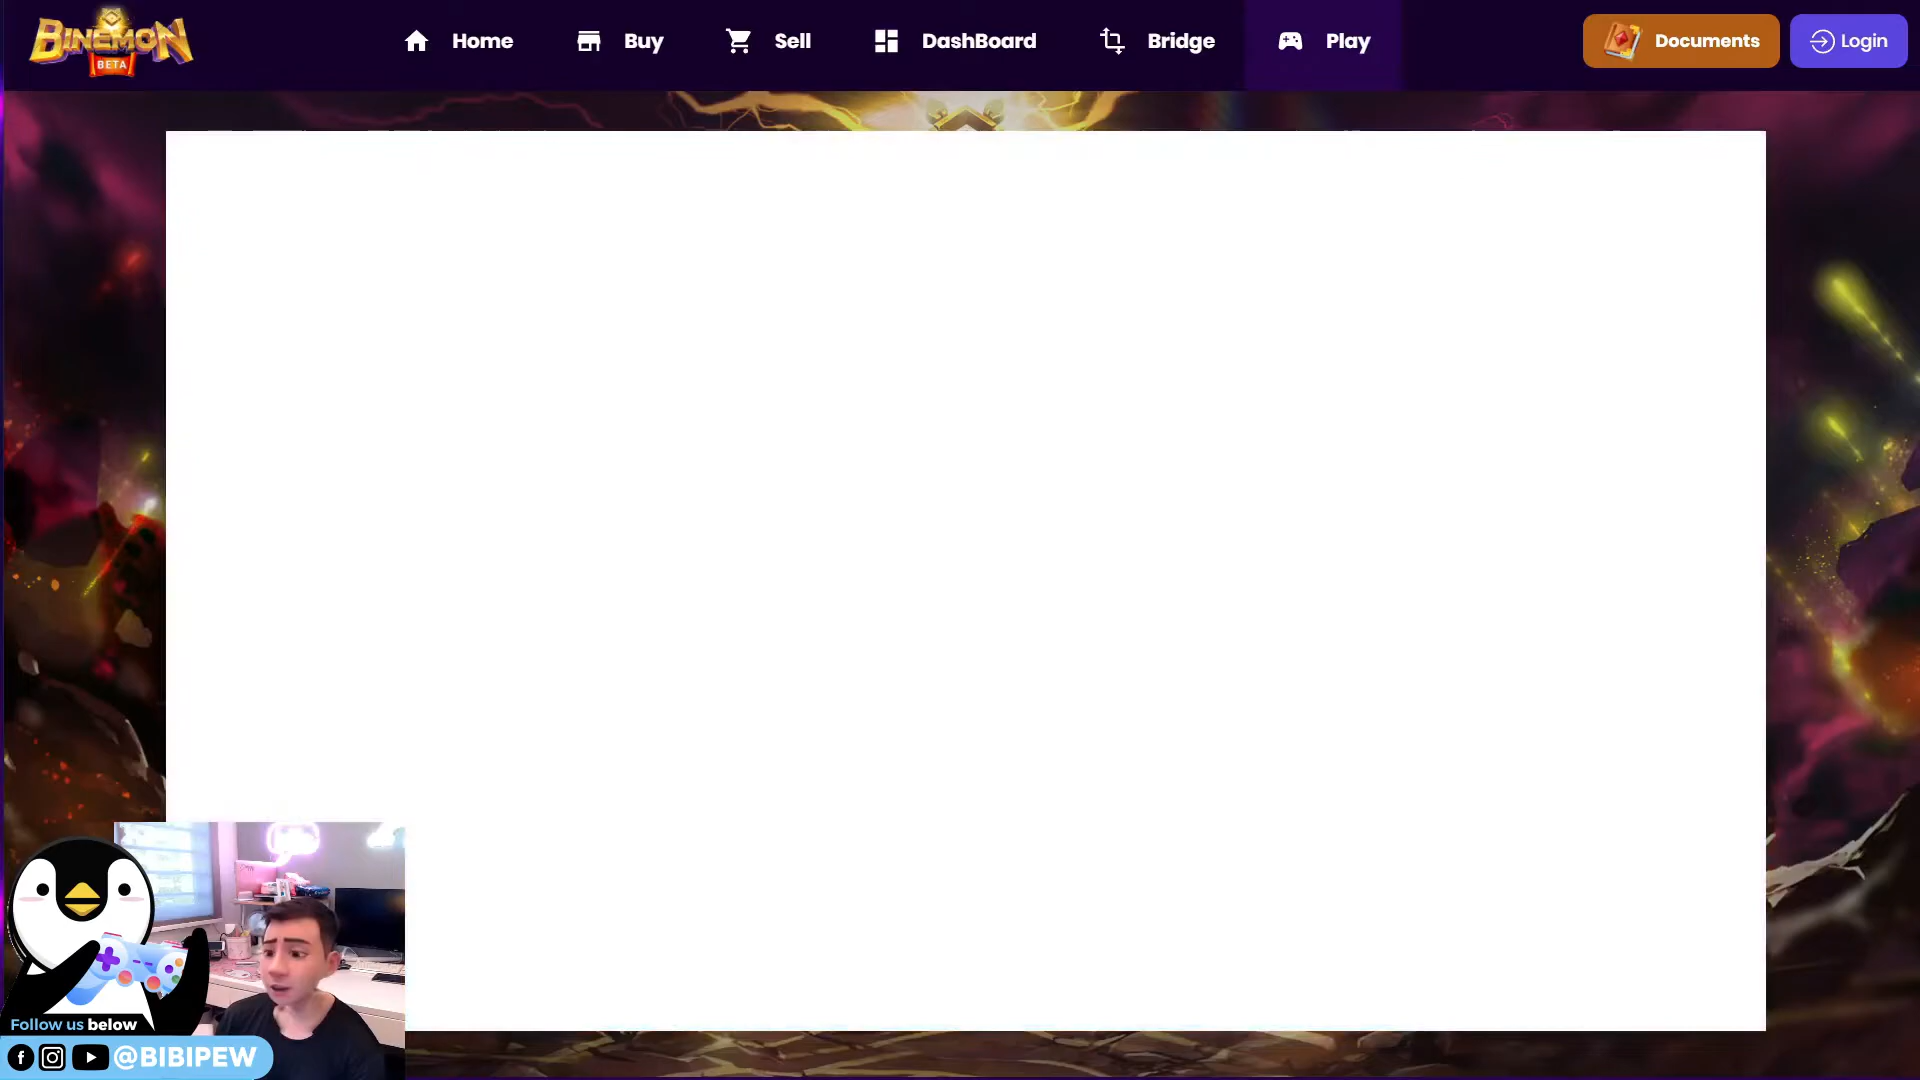 BINEMON
BETA
Home
Buy
Sell
DashBoard
Bridge
Play
Documents
Login
Follow us below
@BIBIPEW